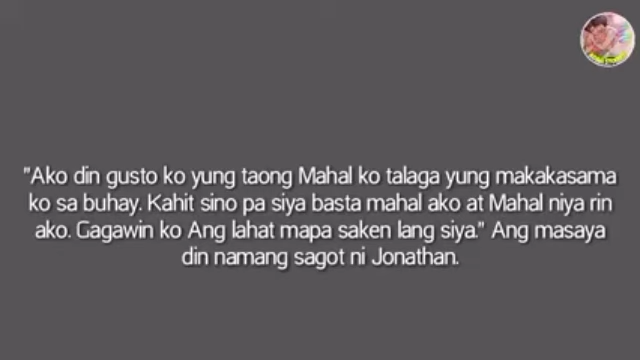 "Ako din gusto ko yung taong Mahal ko talaga yung makakasama
ko sa buhay. Kahit sino pa siya basta mahal ako at Mahal niya rin
ako. Gagawin ko Ang lahat mapa saken lang siya." Ang masaya
din namang sagot ni Jonathan.